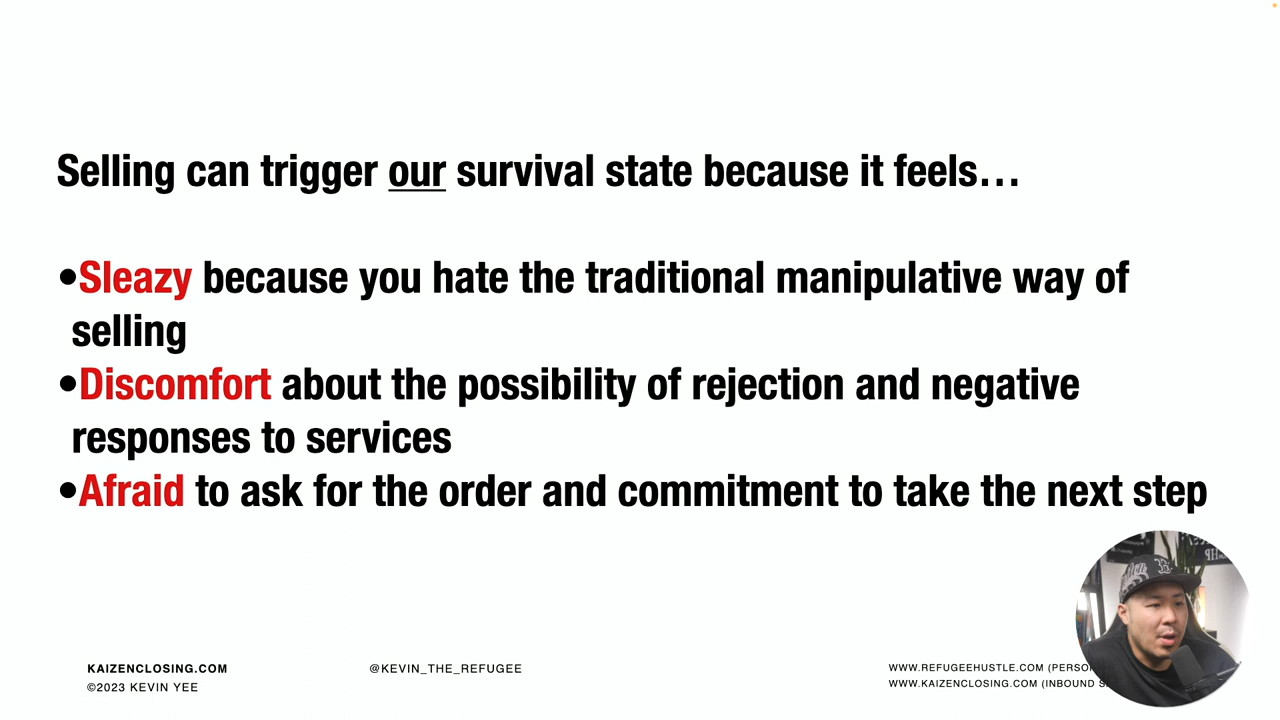 Selling can trigger our survival state because it feels…
•Sleazy because you hate the traditional manipulative way of
selling
•Discomfort about the possibility of rejection and negative
responses to services
•Afraid to ask for the order and commitment to take the next step
KAIZENCLOSING.COM
©2023 KEVIN YEE
@KEVIN_THE_REFUGEE
WWW.REFUGEEHUSTLE.COM
WWW.KAIZENCLOSING.COM (INBOUND